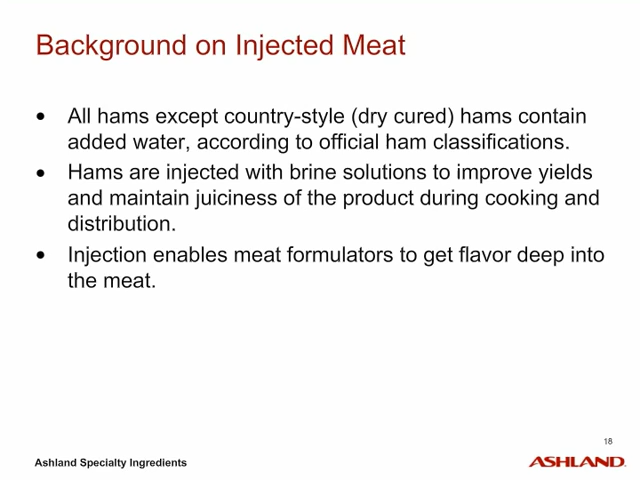 Background on Injected Meat
• All hams except country-style (dry cured) hams contain
added water, according to official ham classifications.
• Hams are injected with brine solutions to improve yields
and maintain juiciness of the product during cooking and
distribution.
• Injection enables meat formulators to get flavor deep into
the meat.
18
Ashland Specialty Ingredients
ASHLAND